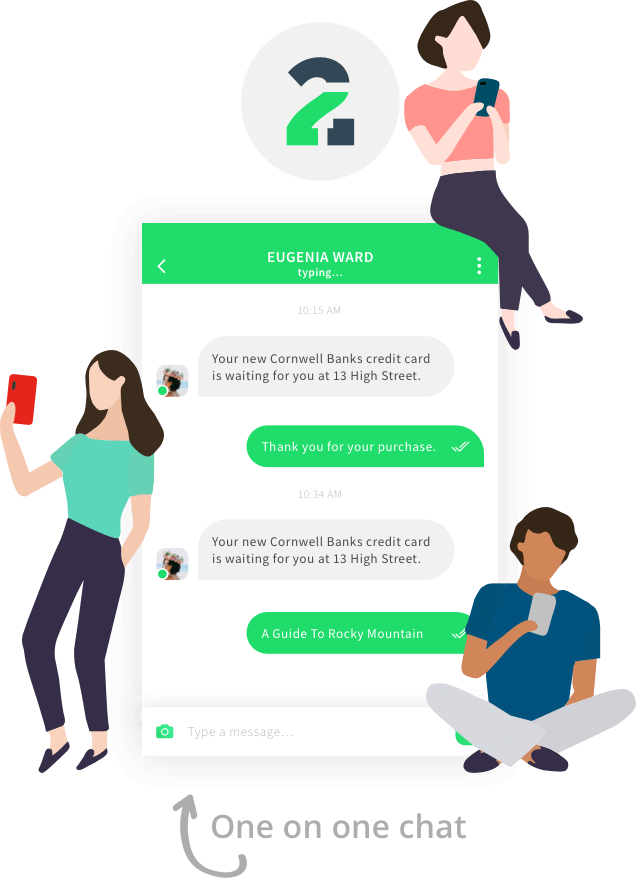 2
EUGENIA WARD
typing...
10:15 AM
Your new Cornwell Banks credit card
is waiting for you at 13 High Street.
Thank you for your purchase.
10:34 AM
Your new Cornwell Banks credit card
is waiting for you at 13 High Street.
A Guide To Rocky Mountain
Type a message...
One on one chat